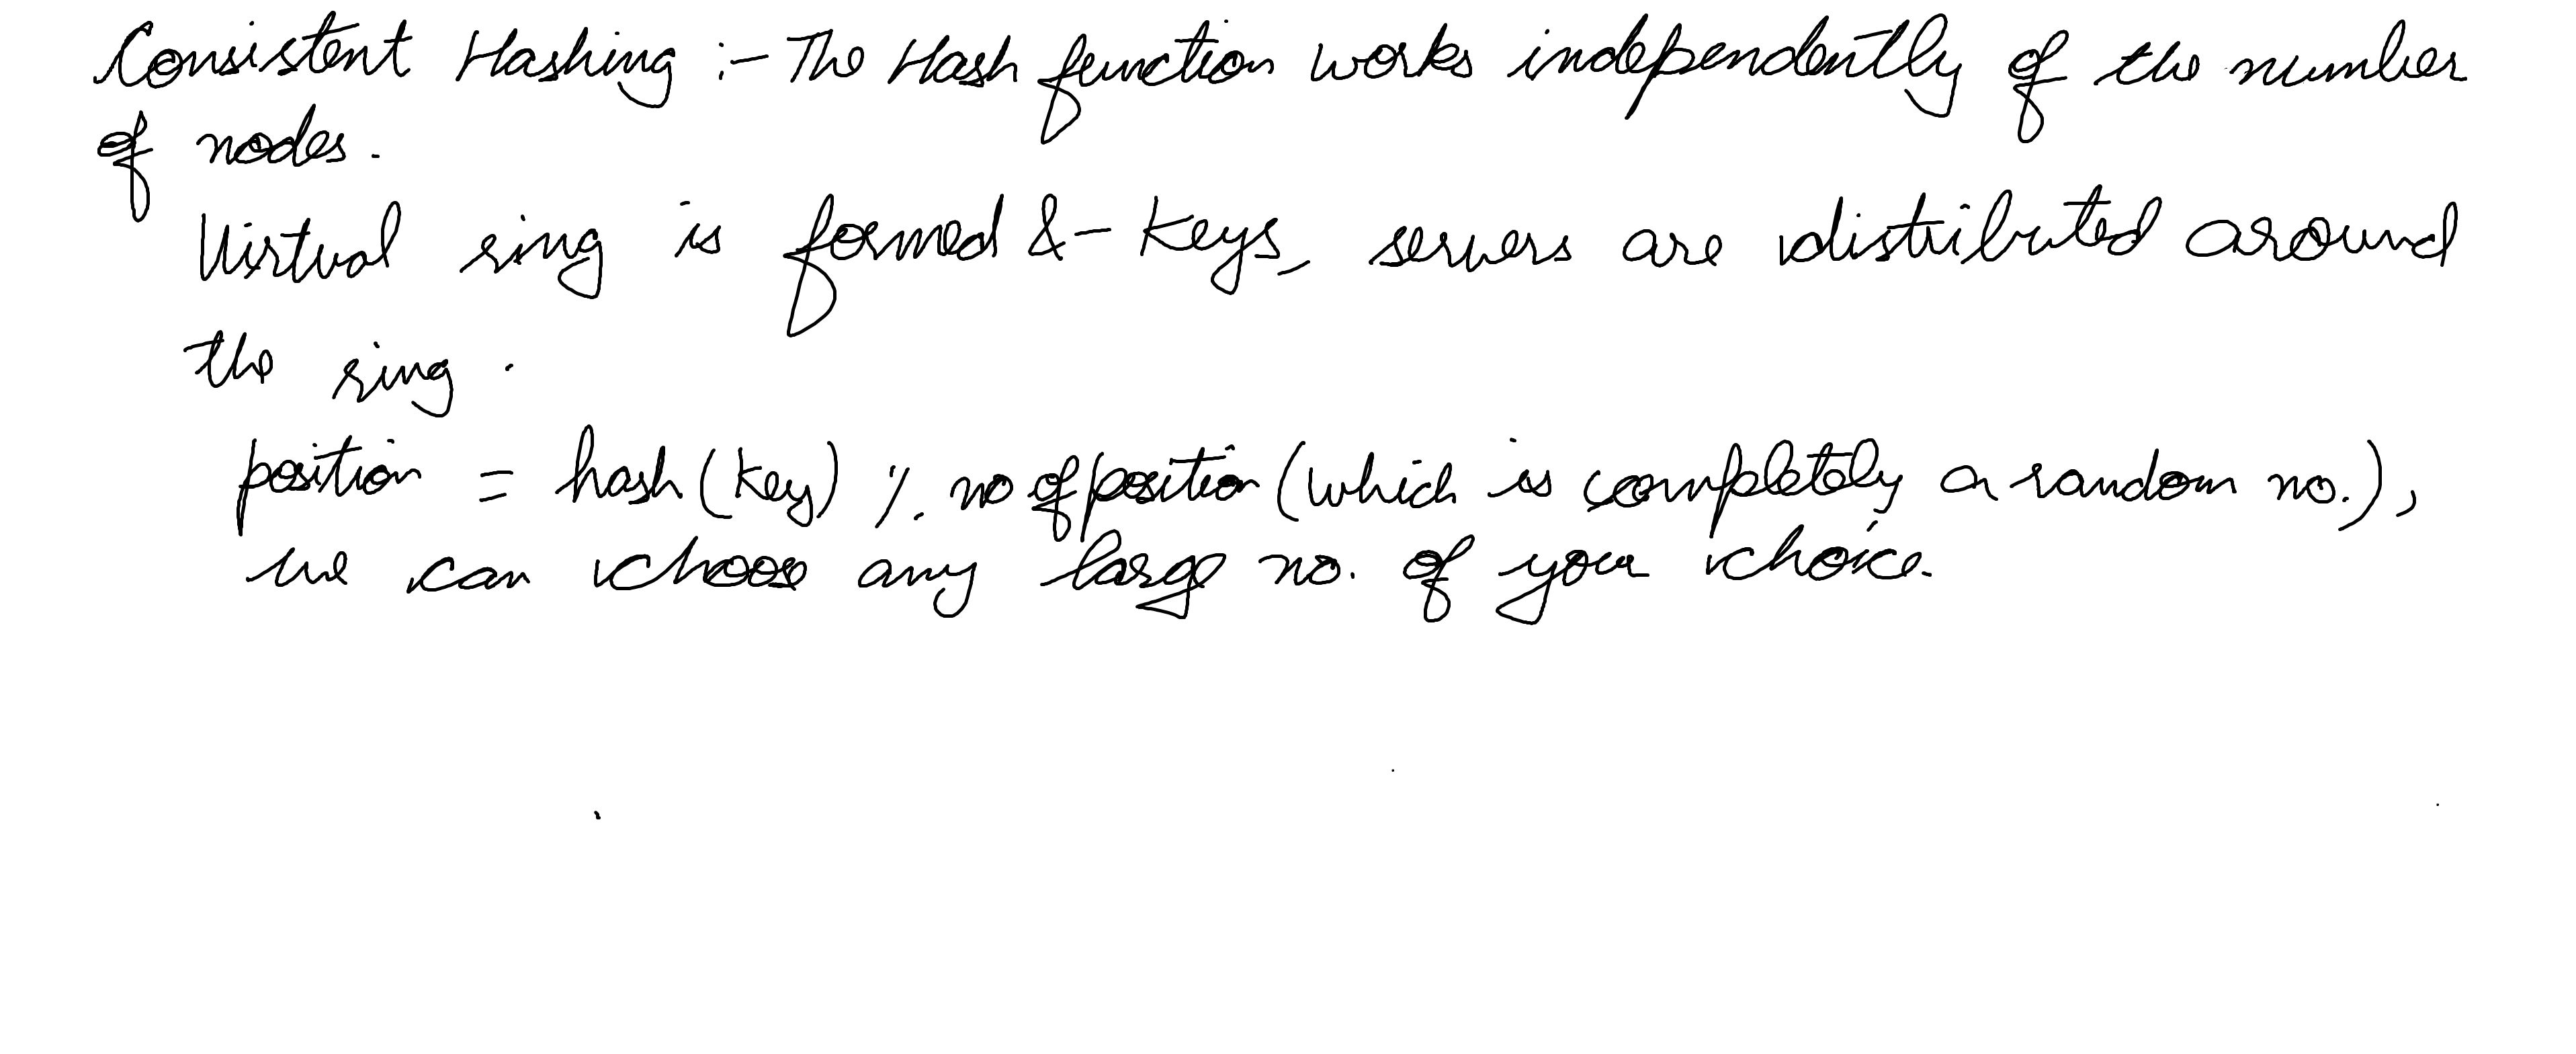 Consistent Hashing :- The Hash function works independently of the number
of nodes.
Virtual ring is formed & - Keys, servers are distributed around
the ring.
position = hash(key) % no of position (which is completely a random no.),
we can choose any large no. of your choice.